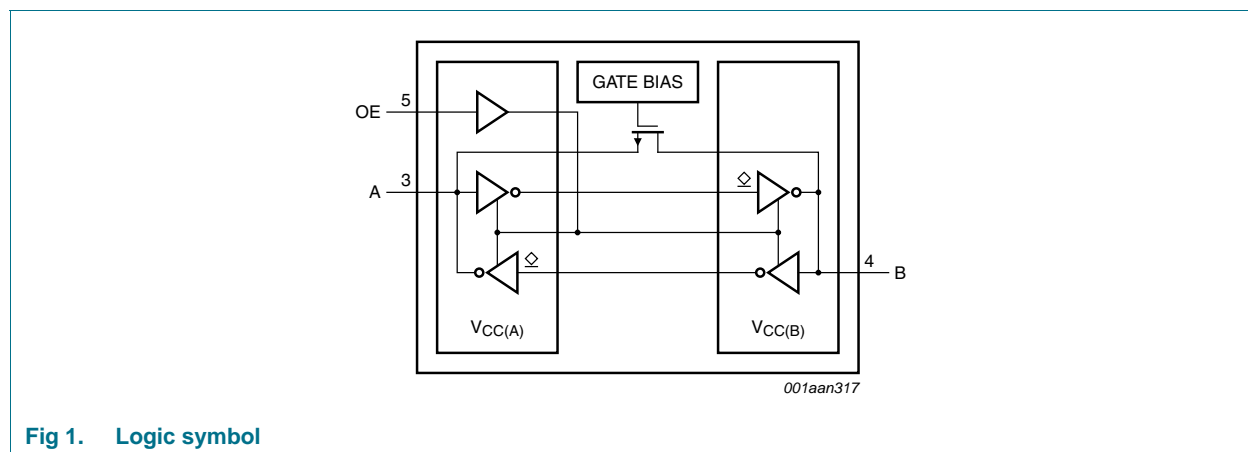 GATE BIAS
5
OE
3
A
4
B
VCC(A)
VCC(B)
001aan317
Fig 1. Logic symbol